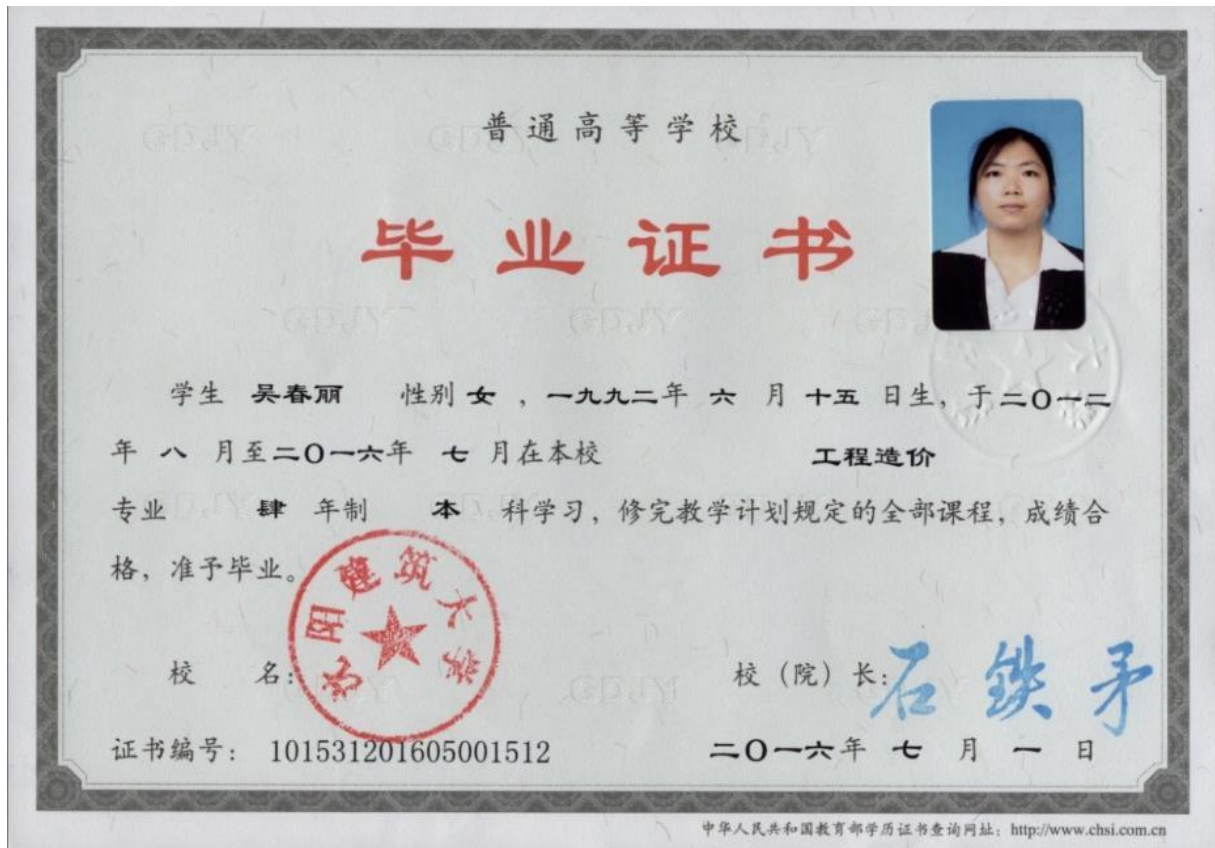 普通高等学校
毕业证书
学生 吴春丽 性别 女 ，一九九二年 六 月 十五 日生，于二〇一二
年 八 月至二〇一六年 七 月在本校 工程造价
专业 肆 年制 本 科学习，修完教学计划规定的全部课程，成绩合
格，准予毕业。
沈阳建筑大学
校 名：
校（院）长：石铁矛
证书编号：101531201605001512
二〇一六年 七 月 一 日
中华人民共和国教育部学历证书查询网址：http://www.chsi.com.cn